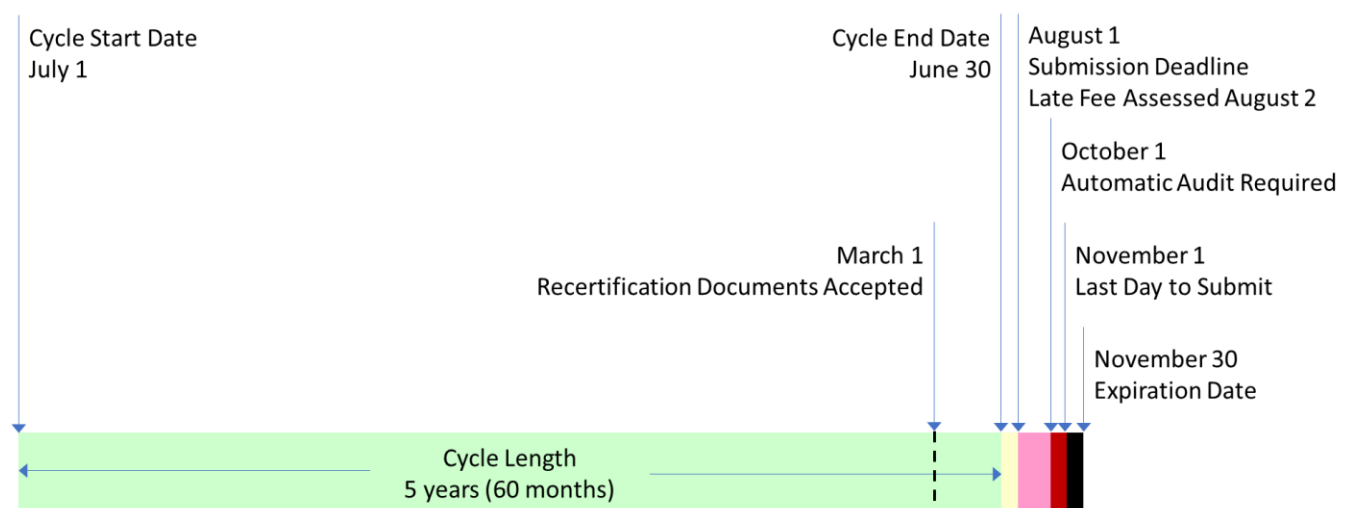 Cycle Start Date
July 1
Cycle End Date
June 30
August 1
Submission Deadline
Late Fee Assessed August 2
October 1
Automatic Audit Required
March 1
Recertification Documents Accepted
November 1
Last Day to Submit
November 30
Expiration Date
Cycle Length
5 years (60 months)